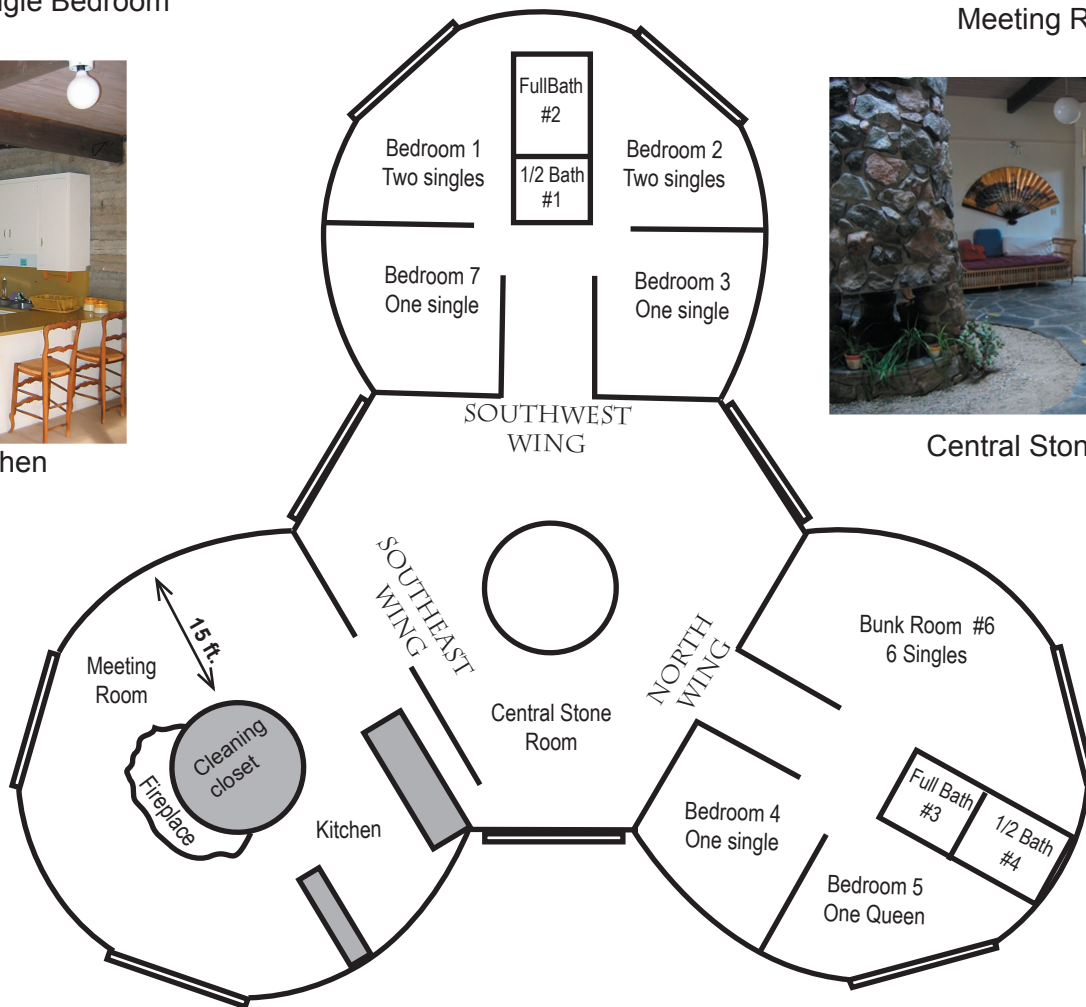 ngle Bedroom
Meeting R
FullBath
#2
1/2 Bath
#1
Bedroom 1
Two singles
Bedroom 2
Two singles
Bedroom 7
One single
Bedroom 3
One single
SOUTHWEST
WING
hen
Central Ston
SOUTHEAST
WING
NORTH
WING
15 ft.
Meeting
Room
Bunk Room #6
6 Singles
Central Stone
Room
Cleaning
closet
Fireplace
Kitchen
Bedroom 4
One single
Full Bath
#3
1/2 Bath
#4
Bedroom 5
One Queen